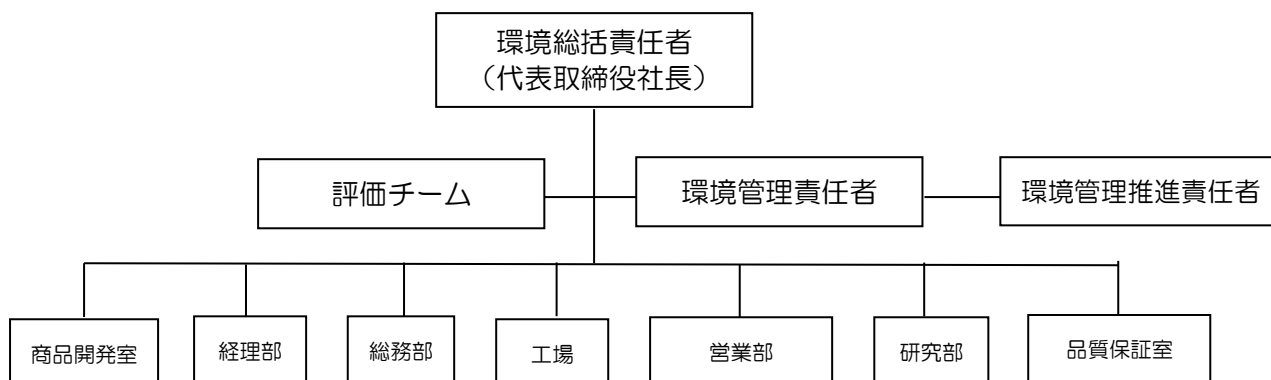 環境総括責任者
（代表取締役社長）
評価チーム
環境管理責任者
環境管理推進責任者
商品開発室
経理部
総務部
工場
営業部
研究部
品質保証室